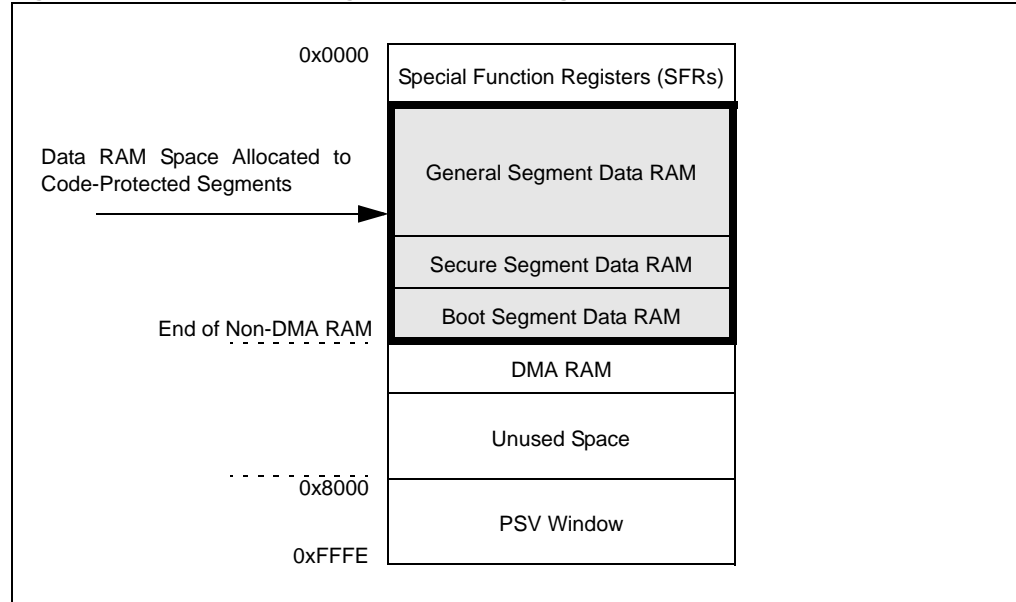 0x0000
Special Function Registers (SFRs)
Data RAM Space Allocated to
Code-Protected Segments
General Segment Data RAM
Secure Segment Data RAM
Boot Segment Data RAM
End of Non-DMA RAM
DMA RAM
Unused Space
0x8000
PSV Window
0xFFFE